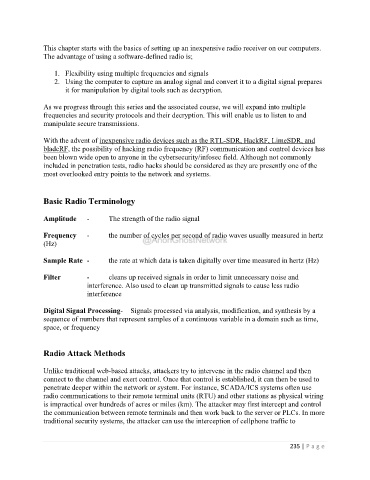 This chapter starts with the basics of setting up an inexpensive radio receiver on our computers.
The advantage of using a software-defined radio is;
1. Flexibility using multiple frequencies and signals
2. Using the computer to capture an analog signal and convert it to a digital signal prepares
it for manipulation by digital tools such as decryption.
As we progress through this series and the associated course, we will expand into multiple
frequencies and security protocols and their decryption. This will enable us to listen to and
manipulate secure transmissions.
With the advent of inexpensive radio devices such as the RTL-SDR, HackRF, LimeSDR, and
bladeRF, the possibility of hacking radio frequency (RF) communication and control devices has
been blown wide open to anyone in the cybersecurity/infosec field. Although not commonly
included in penetration tests, radio hacks should be considered as they are presently one of the
most overlooked entry points to the network and systems.
Basic Radio Terminology
Amplitude - The strength of the radio signal
Frequency - the number of cycles per second of radio waves usually measured in hertz
(Hz)
@AnonGhostNetwork
Sample Rate - the rate at which data is taken digitally over time measured in hertz (Hz)
Filter - cleans up received signals in order to limit unnecessary noise and
interference. Also used to clean up transmitted signals to cause less radio
interference
Digital Signal Processing- Signals processed via analysis, modification, and synthesis by a
sequence of numbers that represent samples of a continuous variable in a domain such as time,
space, or frequency
Radio Attack Methods
Unlike traditional web-based attacks, attackers try to intervene in the radio channel and then
connect to the channel and exert control. Once that control is established, it can then be used to
penetrate deeper within the network or system. For instance, SCADA/ICS systems often use
radio communications to their remote terminal units (RTU) and other stations as physical wiring
is impractical over hundreds of acres or miles (km). The attacker may first intercept and control
the communication between remote terminals and then work back to the server or PLCs. In more
traditional security systems, the attacker can use the interception of cellphone traffic to
235 | Page